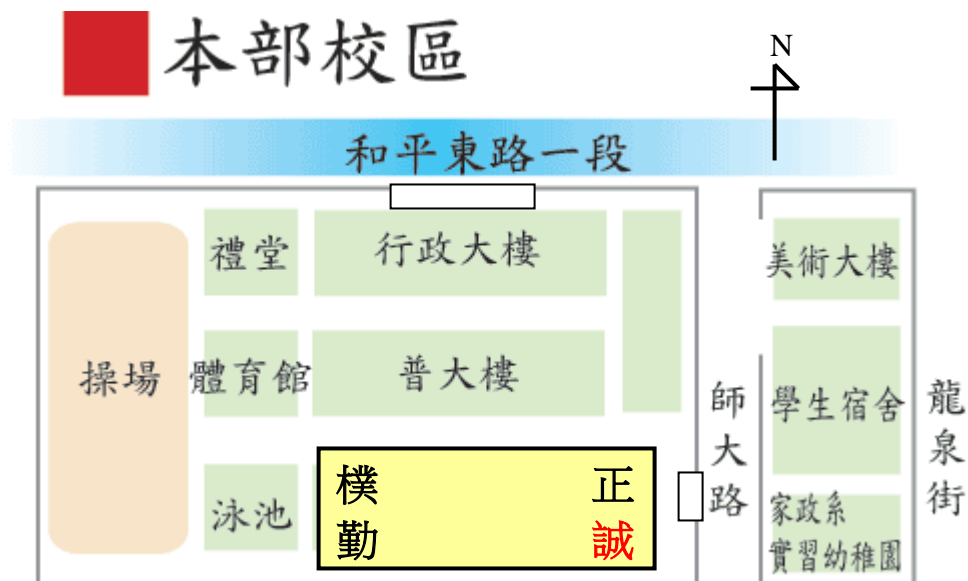 本部校區
N
和平東路一段
禮堂
行政大樓
美術大樓
操場
體育館
普大樓
學生宿舍
師大路
龍泉街
泳池
樸 正
勤 誠
家政系
實習幼稚園